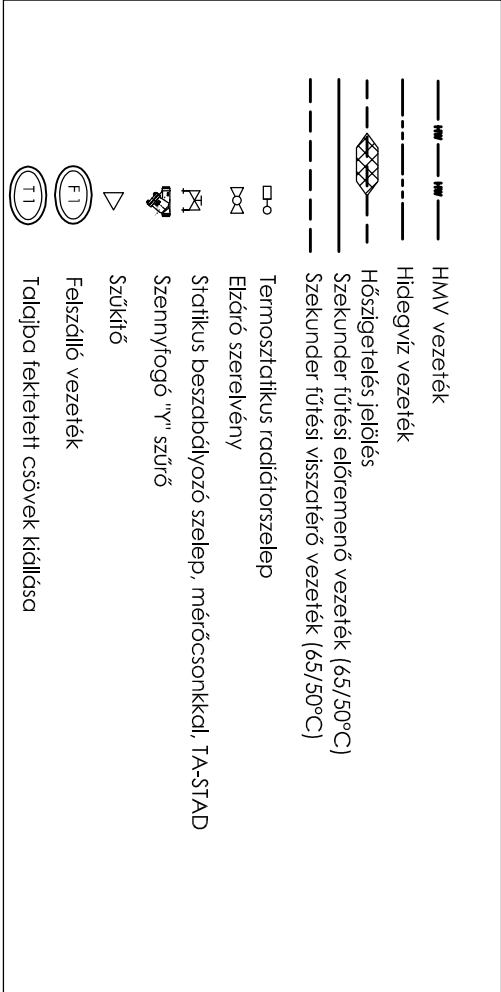 HW HW HMV vezeték
Hidegvíz vezeték
Hőszigetelés jelölés
Szekunder fűtési előremenő vezeték (65/50°C)
Szekunder fűtési visszatérő vezeték (65/50°C)
Termosztatikus radiátorszelep
Elzáró szerelvény
Statikus beszabályozó szelep, mérőcsonkkal, TA-STAD
Szennyfogó "Y" szűrő
Szűkítő
F1 Felszálló vezeték
T1 Talajba fektetett csövek kiállása